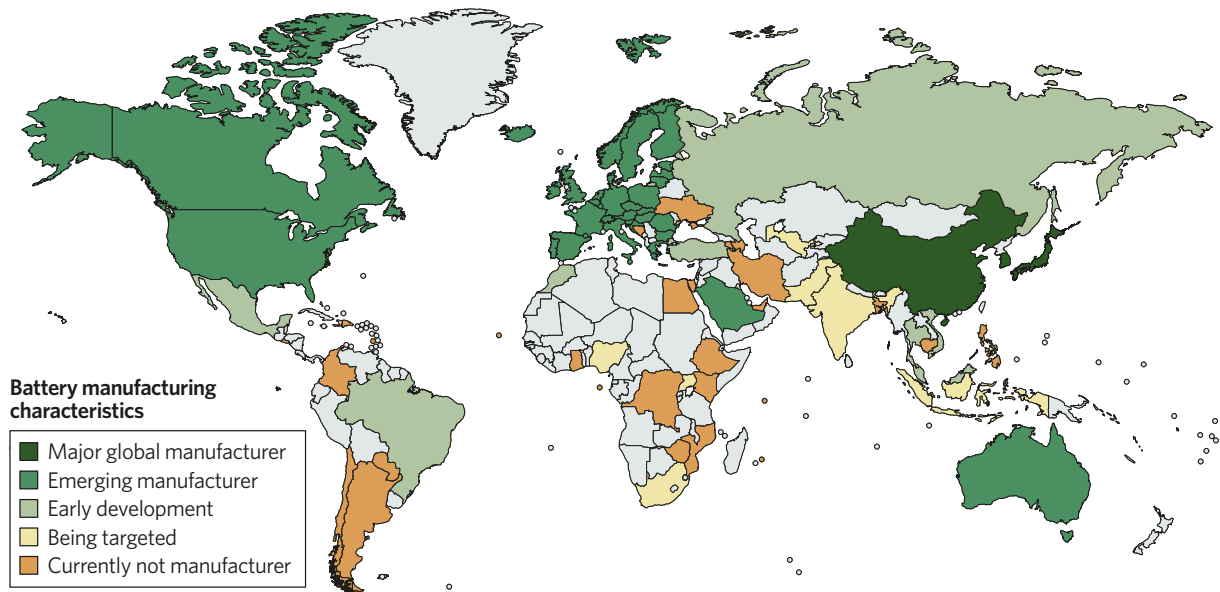 Battery manufacturing
characteristics
Major global manufacturer
Emerging manufacturer
Early development
Being targeted
Currently not manufacturer